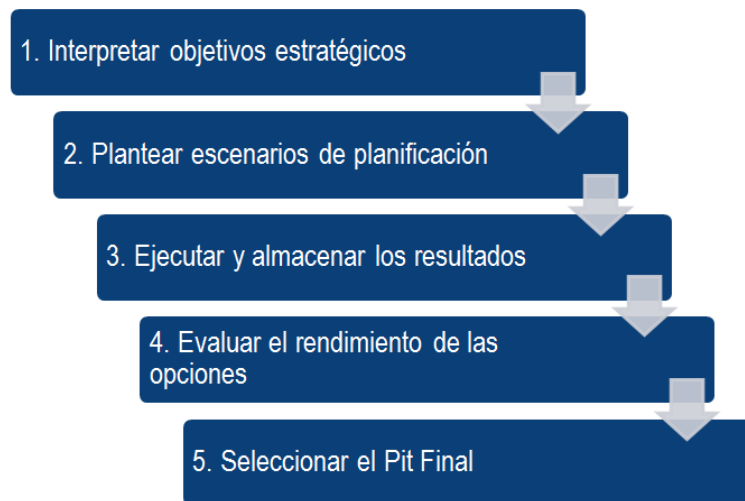 1. Interpretar objetivos estratégicos
2. Plantear escenarios de planificación
3. Ejecutar y almacenar los resultados
4. Evaluar el rendimiento de las
opciones
5. Seleccionar el Pit Final